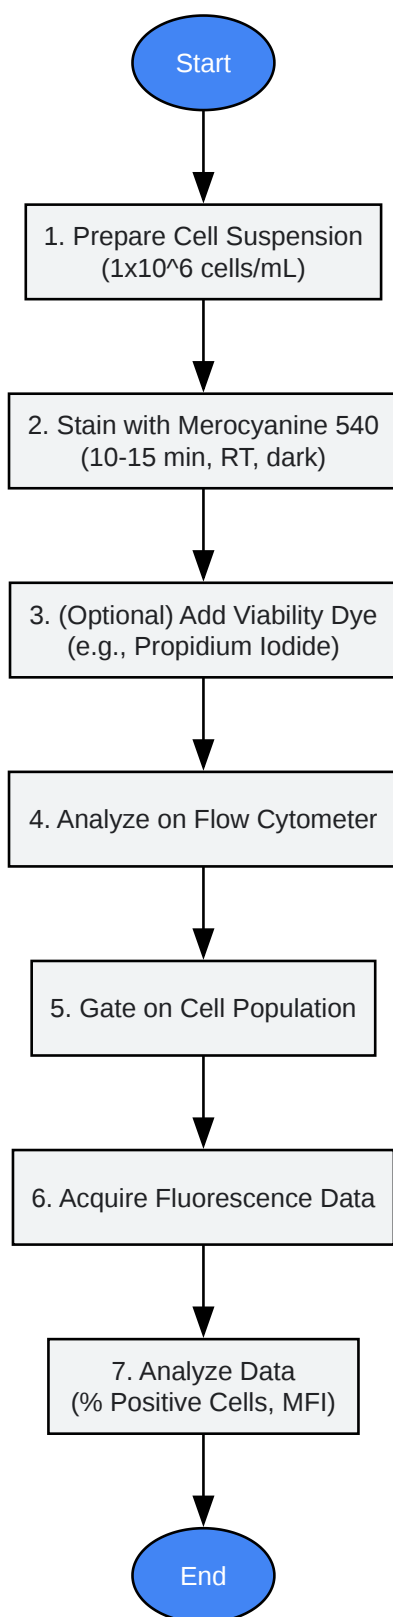 Start
1. Prepare Cell Suspension
(1x10^6 cells/mL)
2. Stain with Merocyanine 540
(10-15 min, RT, dark)
3. (Optional) Add Viability Dye
(e.g., Propidium Iodide)
4. Analyze on Flow Cytometer
5. Gate on Cell Population
6. Acquire Fluorescence Data
7. Analyze Data
(% Positive Cells, MFI)
End